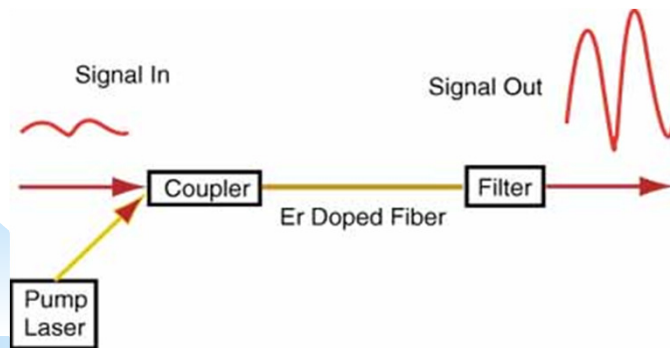 Signal In
Signal Out
Coupler
Filter
Er Doped Fiber
Pump
Laser